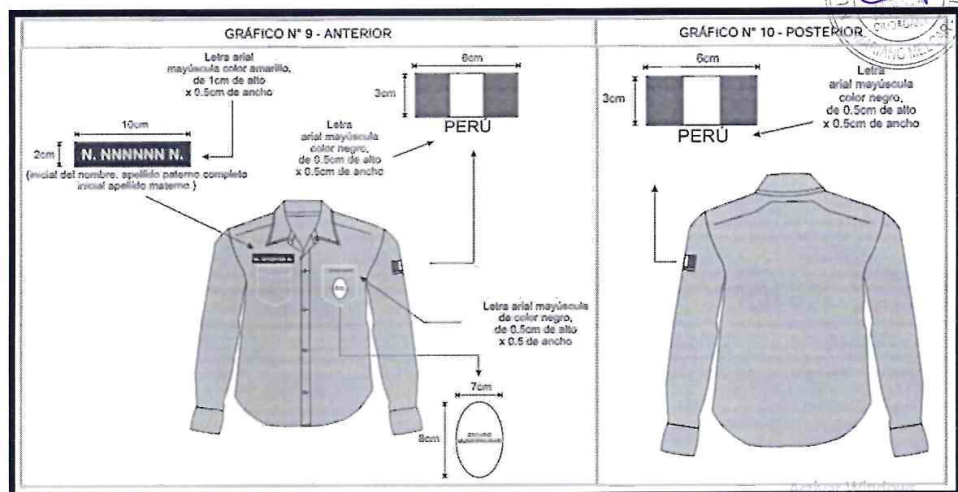 GRÁFICO N° 9 - ANTERIOR
Letra arial
mayúscula color amarillo,
de 1cm de alto
x 0.5cm de ancho
10cm
2cm
N. NNNNNN N.
(inicial del nombre. apellido paterno completo
inicial apellido materno.)
6cm
3cm
PERÚ
Letra
arial mayúscula
color negro,
de 0.5cm de alto
x 0.5cm de ancho
Letra arial mayúscula
de color negro,
de 0.5cm de alto
x 0.5 de ancho
7cm
8cm
ESCUDO
GRÁFICO N° 10 - POSTERIOR
6cm
3cm
PERÚ
Letra
arial mayúscula
color negro,
de 0.5cm de alto
x 0.5cm de ancho
Activar Windows